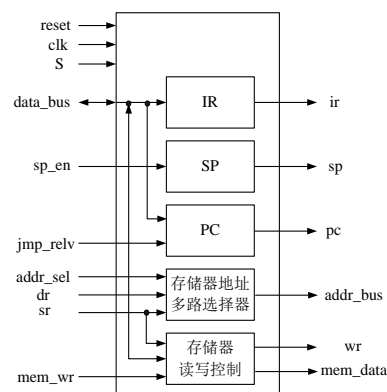 reset
clk
S
data_bus
IR
ir
sp_en
SP
sp
PC
pc
jmp_relv
addr_sel
dr
sr
存储器地址
多路选择器
addr_bus
存储器
读写控制
wr
mem_data
mem_wr